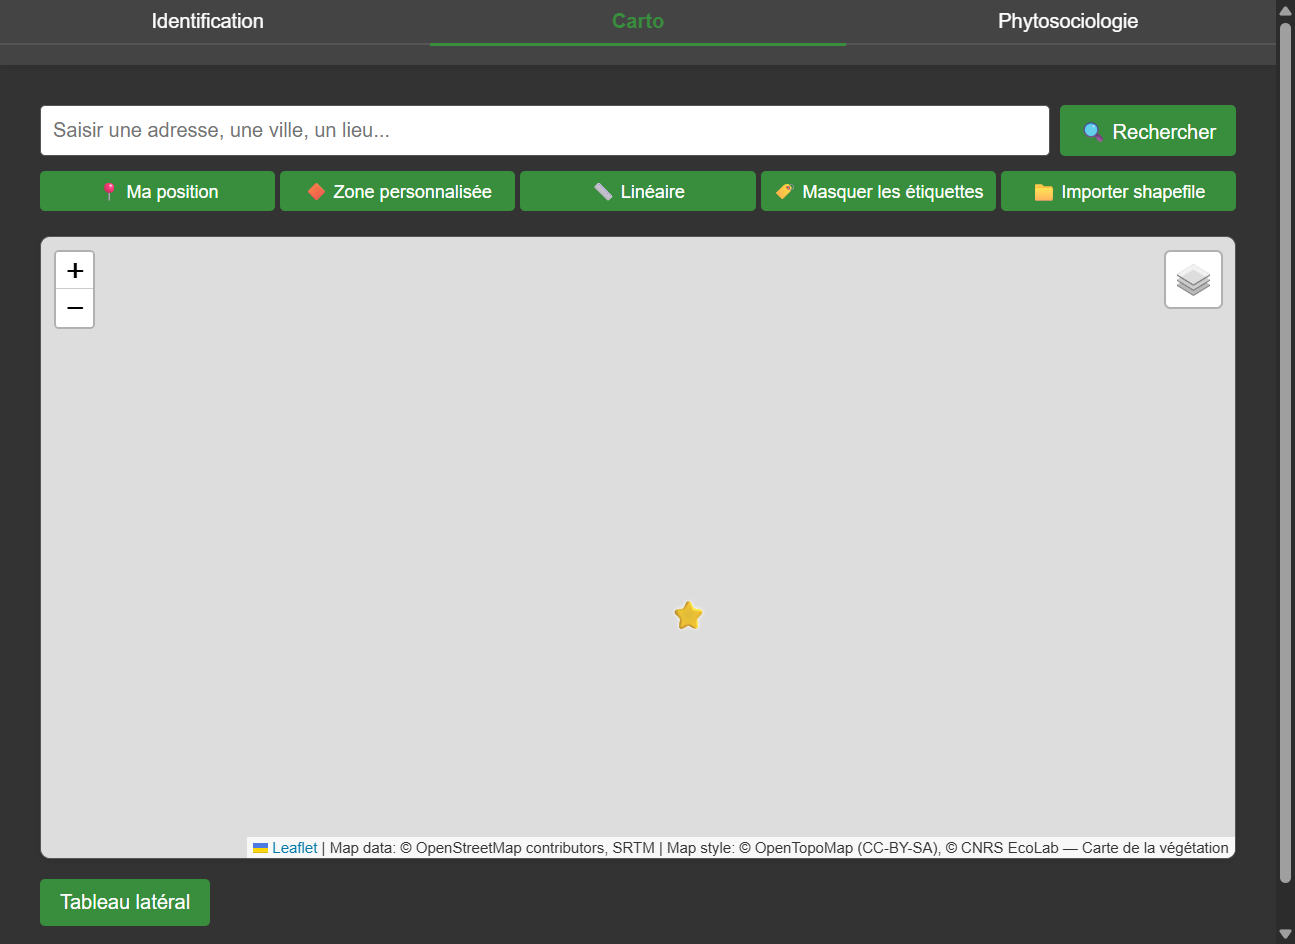 Identification
Carto
Phytosociologie
Saisir une adresse, une ville, un lieu...
Rechercher
Ma position
Zone personnalisée
Linéaire
Masquer les étiquettes
Importer shapefile
+
−
Leaflet | Map data: © OpenStreetMap contributors, SRTM | Map style: © OpenTopoMap (CC-BY-SA), © CNRS EcoLab — Carte de la végétation
Tableau latéral